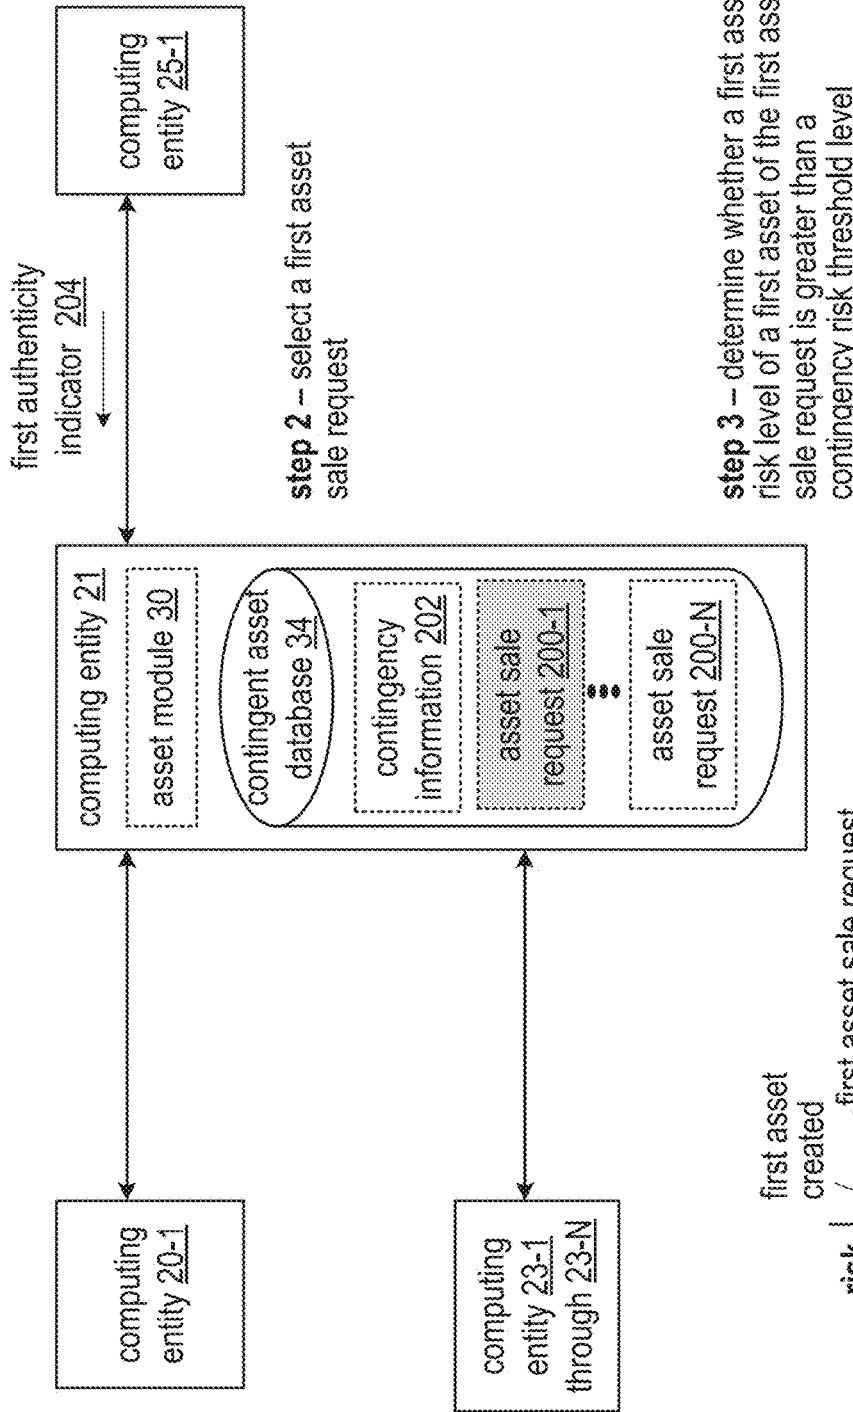 computing
entity 20-1
computing
entity 23-1
through 23-N
computing entity 21
asset module 30
contingent asset
database 34
contingency
information 202
asset sale
request 200-1
asset sale
request 200-N
first authenticity
indicator 204
computing
entity 25-1
step 2 – select a first asset
sale request
step 3 – determine whether a first
risk level of a first asset of the first
sale request is greater than a
contingency risk threshold level
first asset
created
first asset sale request
risk